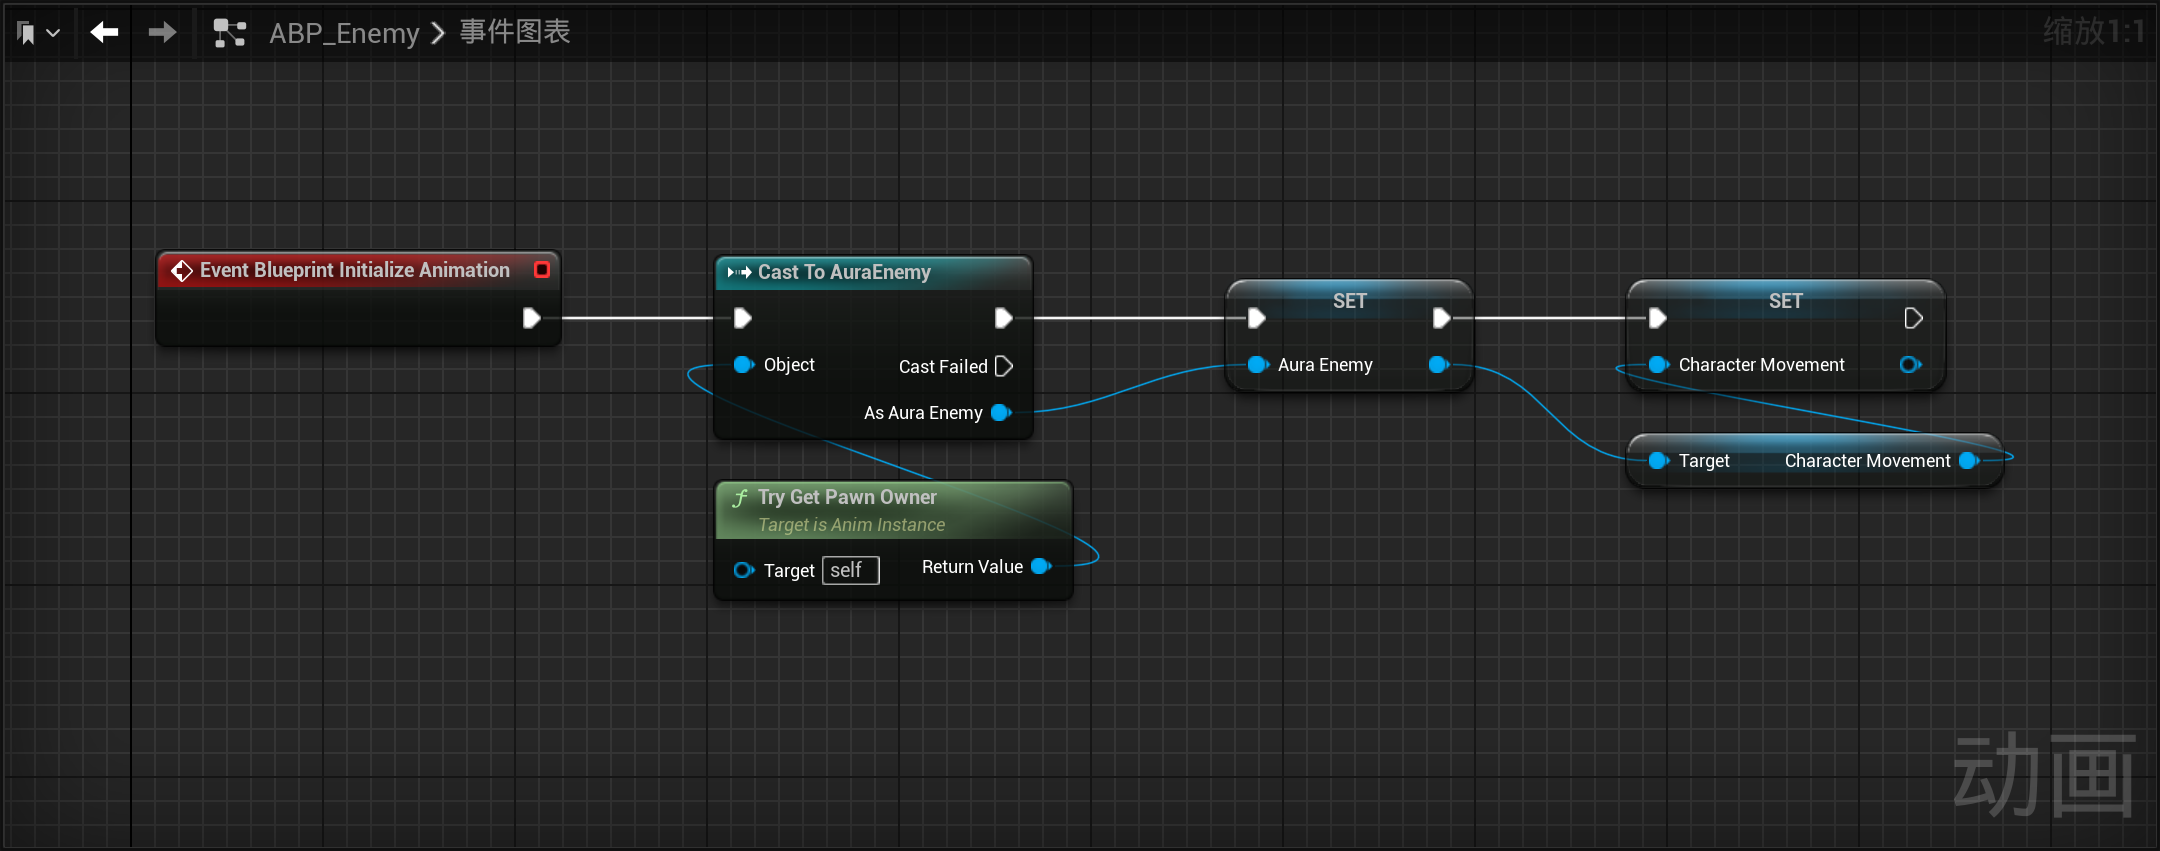 ABP_Enemy > 事件图表
缩放1:1
Event Blueprint Initialize Animation
Cast To AuraEnemy
Object
Cast Failed
As Aura Enemy
SET
Aura Enemy
SET
Character Movement
Target
Character Movement
f Try Get Pawn Owner
Target is Anim Instance
Target self
Return Value
动画